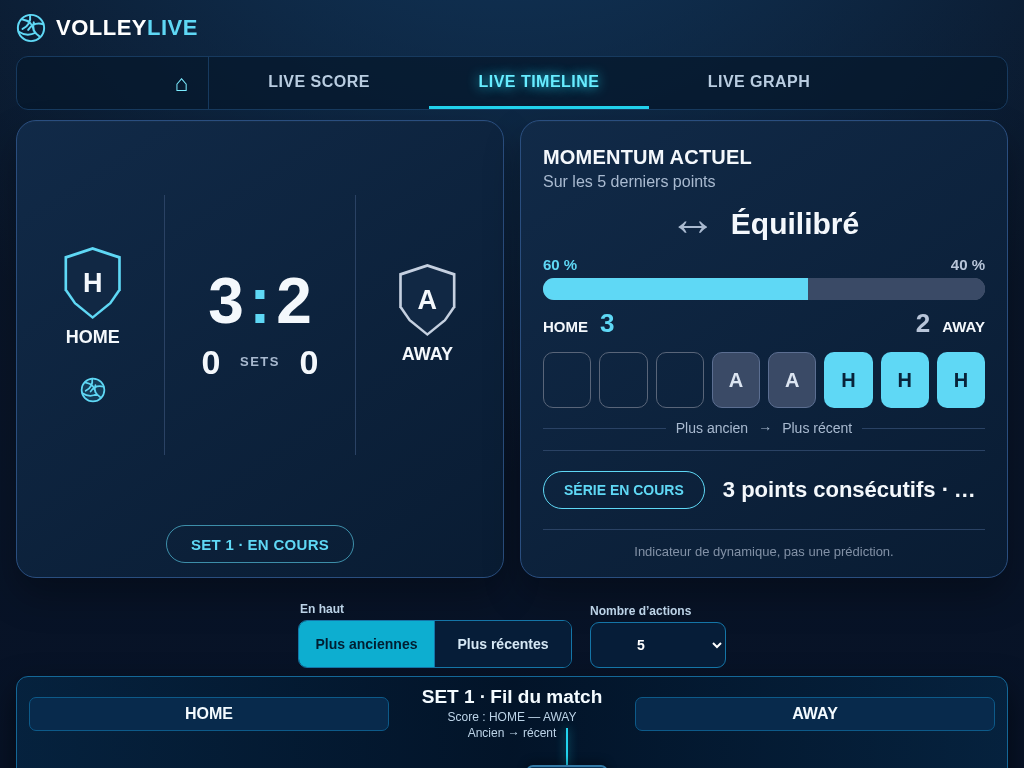 VOLLEYLIVE
⌂ LIVE SCORE LIVE TIMELINE LIVE GRAPH
H
HOME
3:2
0 SETS 0
A
AWAY
SET 1 · EN COURS
MOMENTUM ACTUEL
Sur les 5 derniers points
↔ Équilibré
60 % 40 %
HOME 3 2 AWAY
A A H H H
Plus ancien → Plus récent
SÉRIE EN COURS 3 points consécutifs · …
Indicateur de dynamique, pas une prédiction.
En haut
Plus anciennes Plus récentes
Nombre d’actions
5
HOME
SET 1 · Fil du match
Score : HOME — AWAY
Ancien → récent
AWAY